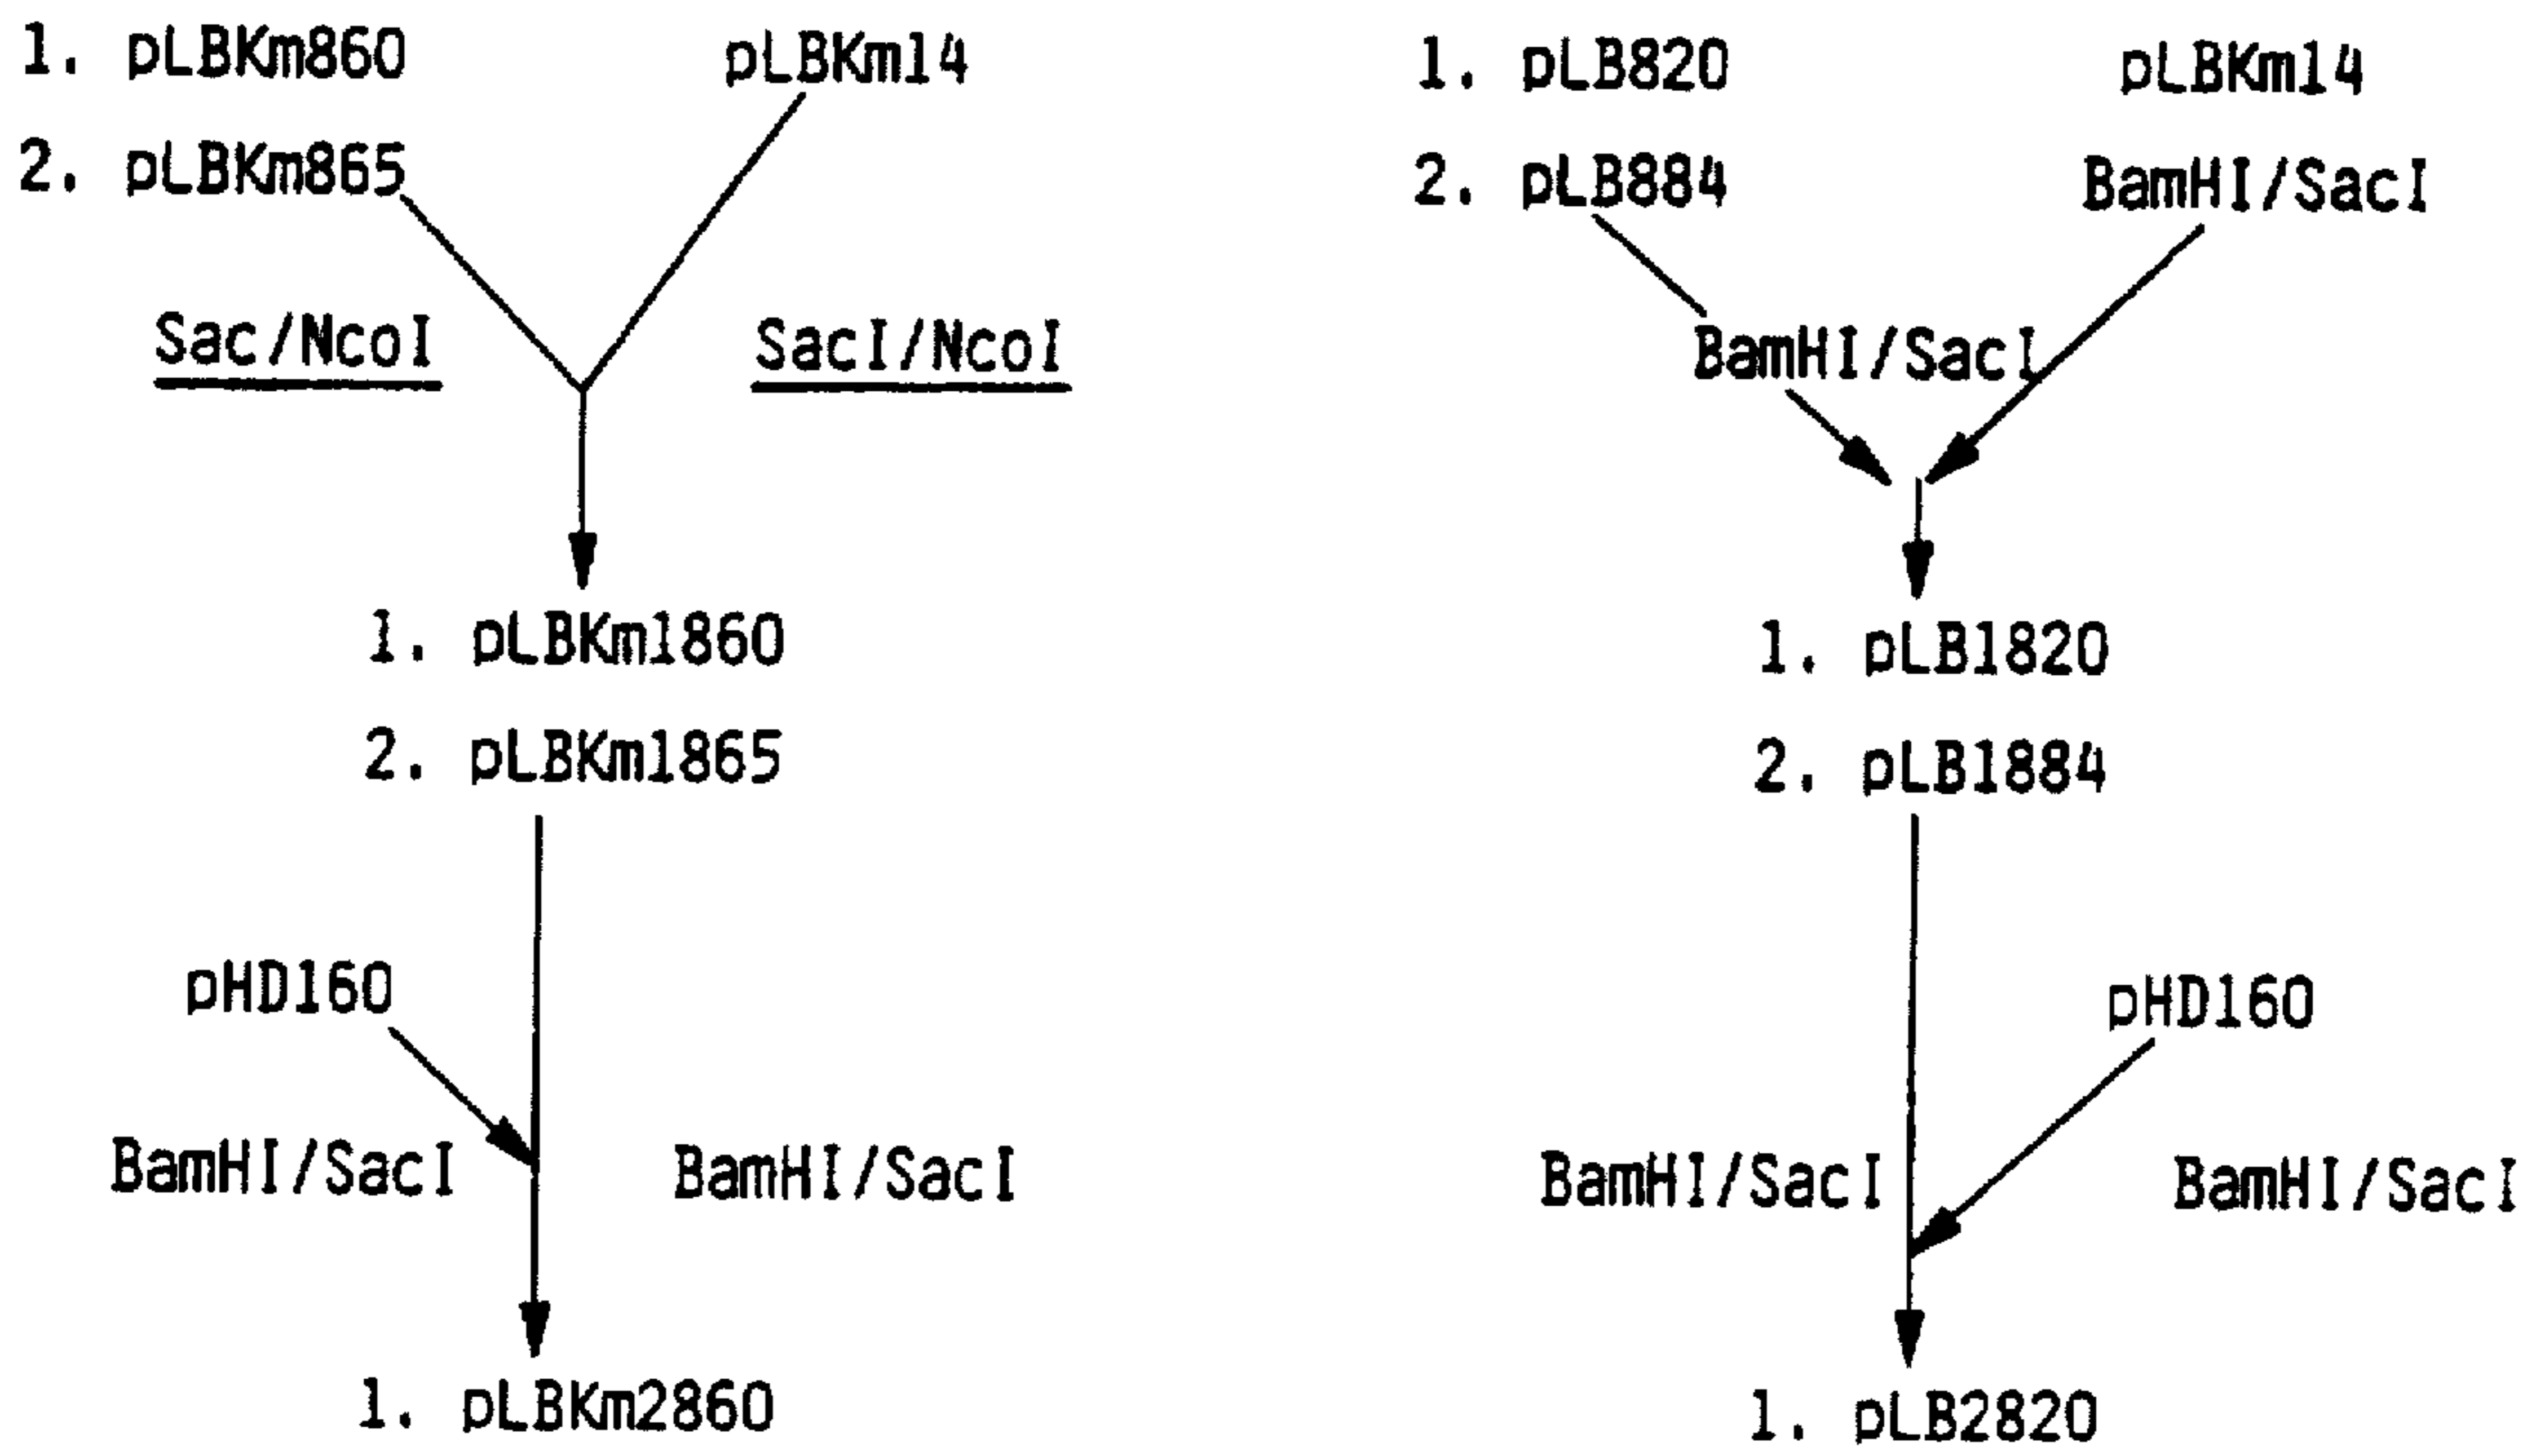 1. pLBKm860
pLBKm14
2. pLBKm865
Sac/NcoI
SacI/NcoI
1. pLBKm1860
2. pLBKm1865
pHD160
BamHI/SacI
BamHI/SacI
1. pLBKm2860
1. pLB820
pLBKm14
2. pLB884
BamHI/SacI
BamHI/SacI
1. pLB1820
2. pLB1884
pHD160
BamHI/SacI
BamHI/SacI
1. pLB2820